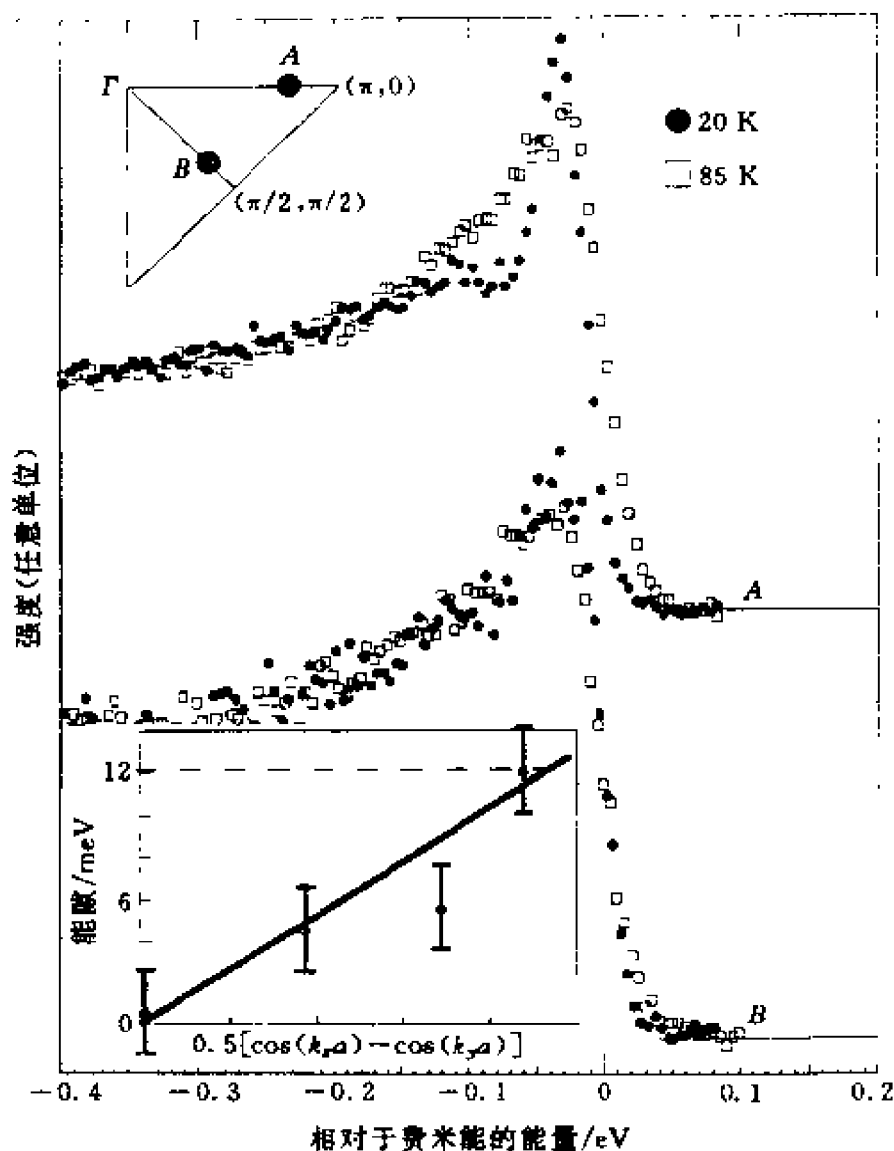 Γ
A
(π,0)
B
(π/2,π/2)
20 K
85 K
强度(任意单位)
A
B
能隙/meV
12
6
0
0.5[cos(kₓa)−cos(kᵧa)]
−0.4
−0.3
−0.2
−0.1
0
0.1
0.2
相对于费米能的能量/eV